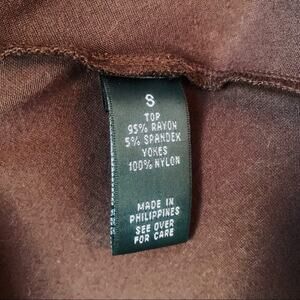 S
TOP
95% RAYON
5% SPANDEX
YOKES
100% NYLON
MADE IN
PHILIPPINES
SEE OVER
FOR CARE